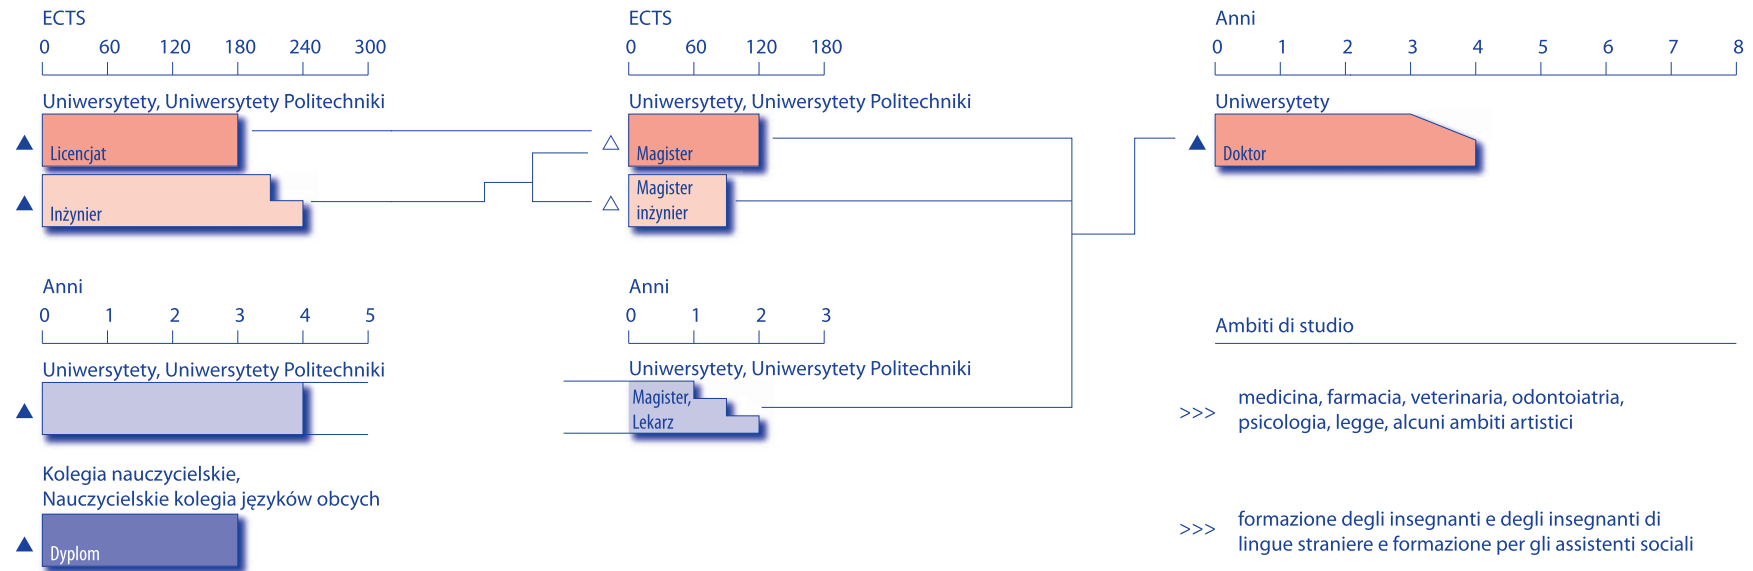 ECTS
0 60 120 180 240 300
Uniwersytety, Uniwersytety Politechniki
Licencjat
Inżynier
ECTS
0 60 120 180
Uniwersytety, Uniwersytety Politechniki
Magister
Magister
inżynier
Anni
0 1 2 3 4 5 6 7 8
Uniwersytety
Doktor
Anni
0 1 2 3 4 5
Uniwersytety, Uniwersytety Politechniki
Anni
0 1 2 3
Uniwersytety, Uniwersytety Politechniki
Magister,
Lekarz
Ambiti di studio
>>> medicina, farmacia, veterinaria, odontoiatria,
psicologia, legge, alcuni ambiti artistici
Kolegia nauczycielskie,
Nauczycielskie kolegia języków obcych
Dyplom
>>> formazione degli insegnanti e degli insegnanti di
lingue straniere e formazione per gli assistenti sociali